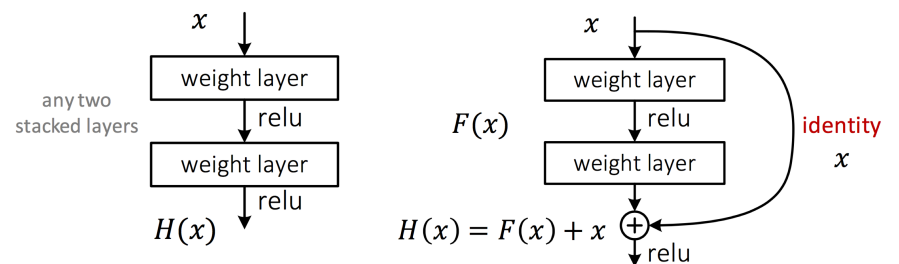 x
weight layer
any two
stacked layers
relu
weight layer
relu
H(x)
x
weight layer
F(x)
relu
identity
x
weight layer
H(x) = F(x) + x
+
relu